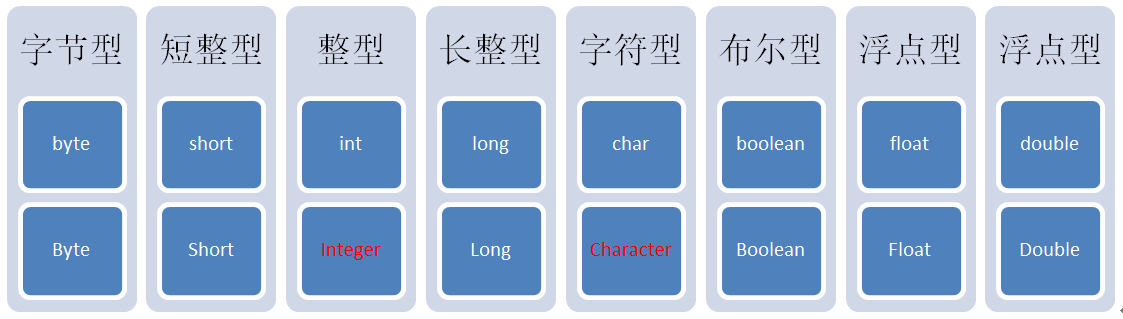 字节型 短整型 整型 长整型 字符型 布尔型 浮点型 浮点型
byte short int long char boolean float double
Byte Short Integer Long Character Boolean Float Double